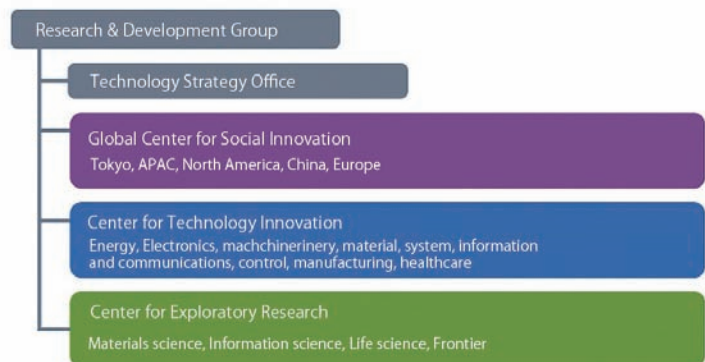 Research & Development Group
Technology Strategy Office
Global Center for Social Innovation
Tokyo, APAC, North America, China, Europe
Center for Technology Innovation
Energy, Electronics, machchinerinery, material, system, information
and communications, control, manufacturing, healthcare
Center for Exploratory Research
Materials science, Information science, Life science, Frontier